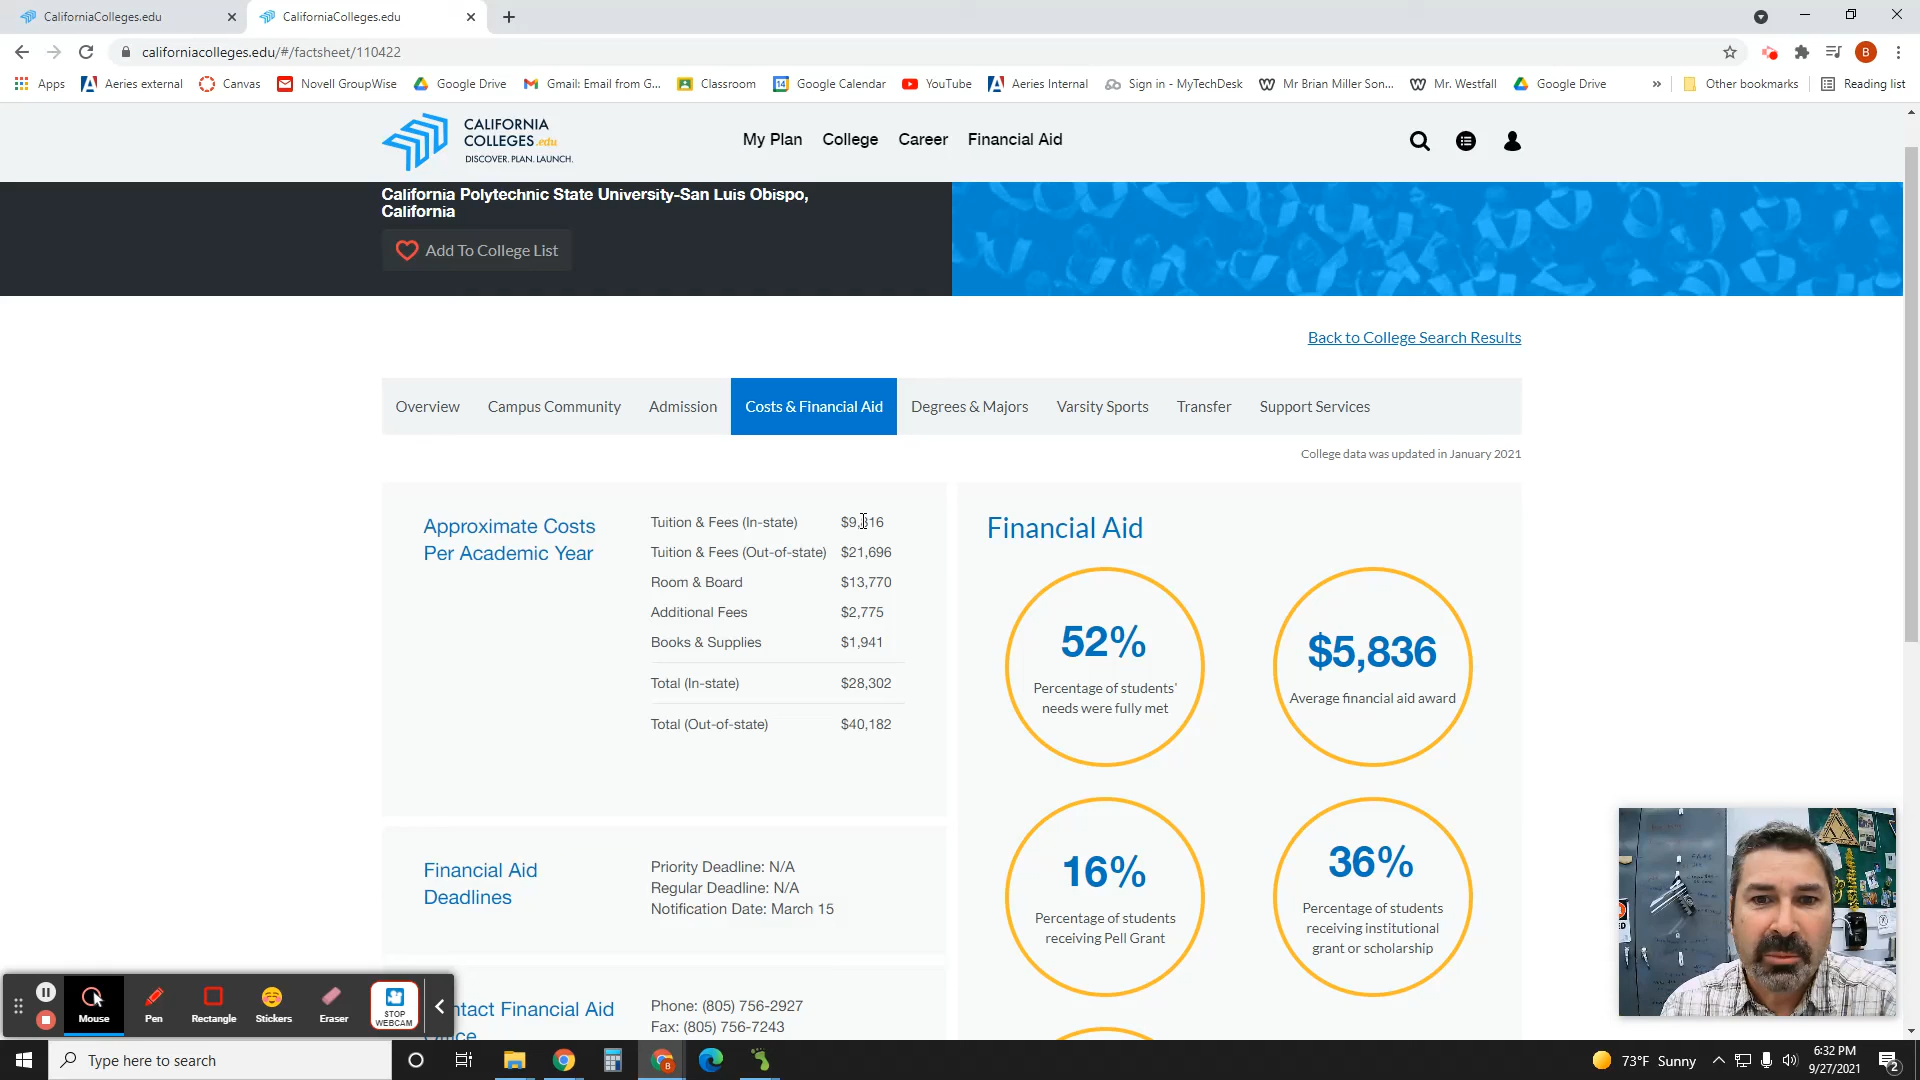 CaliforniaColleges.edu
CaliforniaColleges.edu
californiacolleges.edu/#/factsheet/110422
B
Apps
Aeries external
Canvas
Novell GroupWise
Google Drive
Gmail: Email from G...
Classroom
14
Google Calendar
YouTube
Aeries Internal
Sign in - MyTechDesk
Mr Brian Miller Son...
Mr. Westfall
Google Drive
»
Other bookmarks
Reading list
CALIFORNIA
COLLEGES.edu
DISCOVER. PLAN. LAUNCH.
My Plan
College
Career
Financial Aid
California Polytechnic State University-San Luis Obispo,
California
Add To College List
Back to College Search Results
Overview
Campus Community
Admission
Costs & Financial Aid
Degrees & Majors
Varsity Sports
Transfer
Support Services
College data was updated in January 2021
Approximate Costs
Per Academic Year
Tuition & Fees (In-state) $9,816
Tuition & Fees (Out-of-state) $21,696
Room & Board $13,770
Additional Fees $2,775
Books & Supplies $1,941
Total (In-state) $28,302
Total (Out-of-state) $40,182
Financial Aid
52%
Percentage of students'
needs were fully met
$5,836
Average financial aid award
16%
Percentage of students
receiving Pell Grant
36%
Percentage of students
receiving institutional
grant or scholarship
Financial Aid
Deadlines
Priority Deadline: N/A
Regular Deadline: N/A
Notification Date: March 15
ntact Financial Aid
Office
Phone: (805) 756-2927
Fax: (805) 756-7243
Mouse
Pen
Rectangle
Stickers
Eraser
STOP
WEBCAM
Type here to search
B
73°F Sunny
6:32 PM
9/27/2021
2